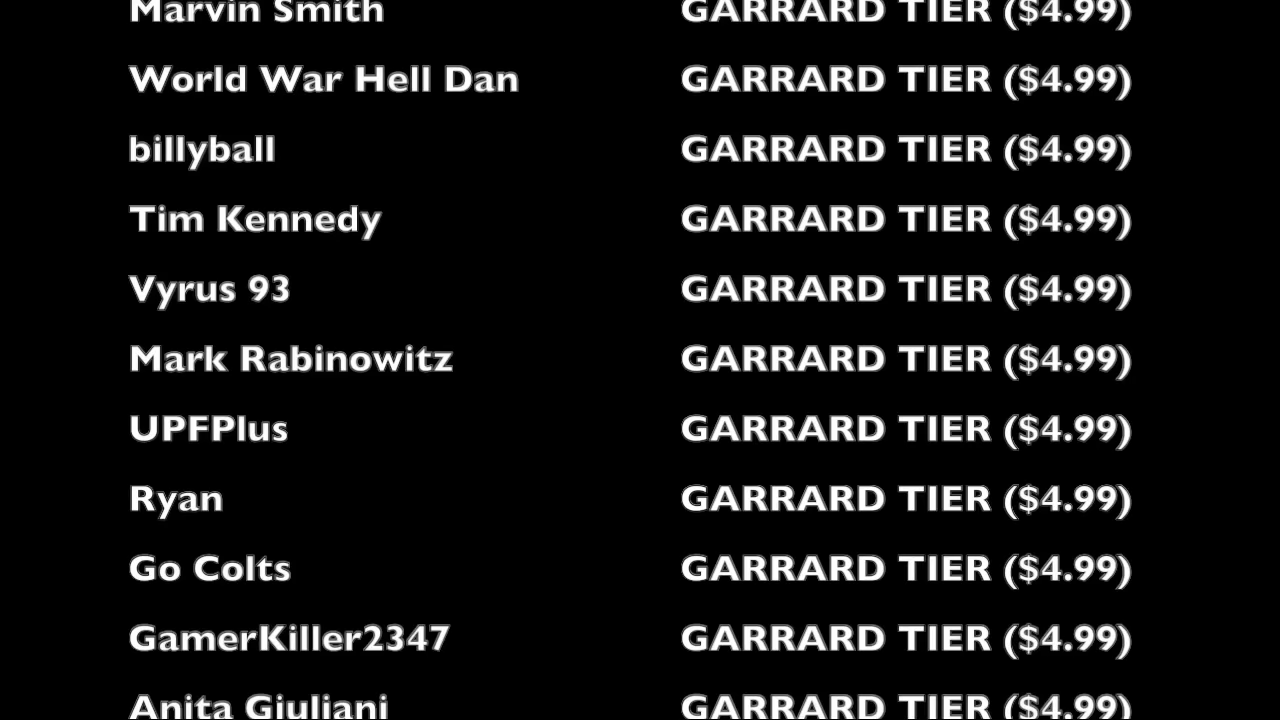 Marvin Smith GARRARD TIER ($4.99)
World War Hell Dan GARRARD TIER ($4.99)
billyball GARRARD TIER ($4.99)
Tim Kennedy GARRARD TIER ($4.99)
Vyrus 93 GARRARD TIER ($4.99)
Mark Rabinowitz GARRARD TIER ($4.99)
UPFPlus GARRARD TIER ($4.99)
Ryan GARRARD TIER ($4.99)
Go Colts GARRARD TIER ($4.99)
GamerKiller2347 GARRARD TIER ($4.99)
Anita Giuliani GARRARD TIER ($4.99)